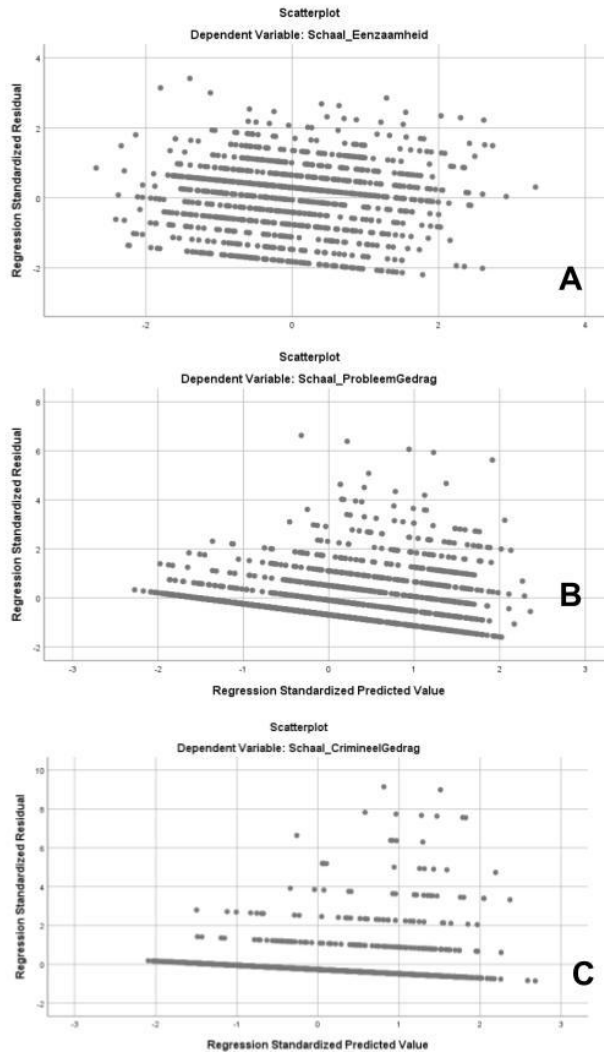 Scatterplot
Dependent Variable: Schaal_Eenzaamheid
Regression Standardized Residual
4
2
0
-2
-2
0
2
4
A
Scatterplot
Dependent Variable: Schaal_ProbleemGedrag
Regression Standardized Residual
8
6
4
2
0
-2
-3
-2
-1
0
1
2
3
B
Regression Standardized Predicted Value
Scatterplot
Dependent Variable: Schaal_CrimineelGedrag
Regression Standardized Residual
10
8
6
4
2
0
-2
-3
-2
-1
0
1
2
3
C
Regression Standardized Predicted Value